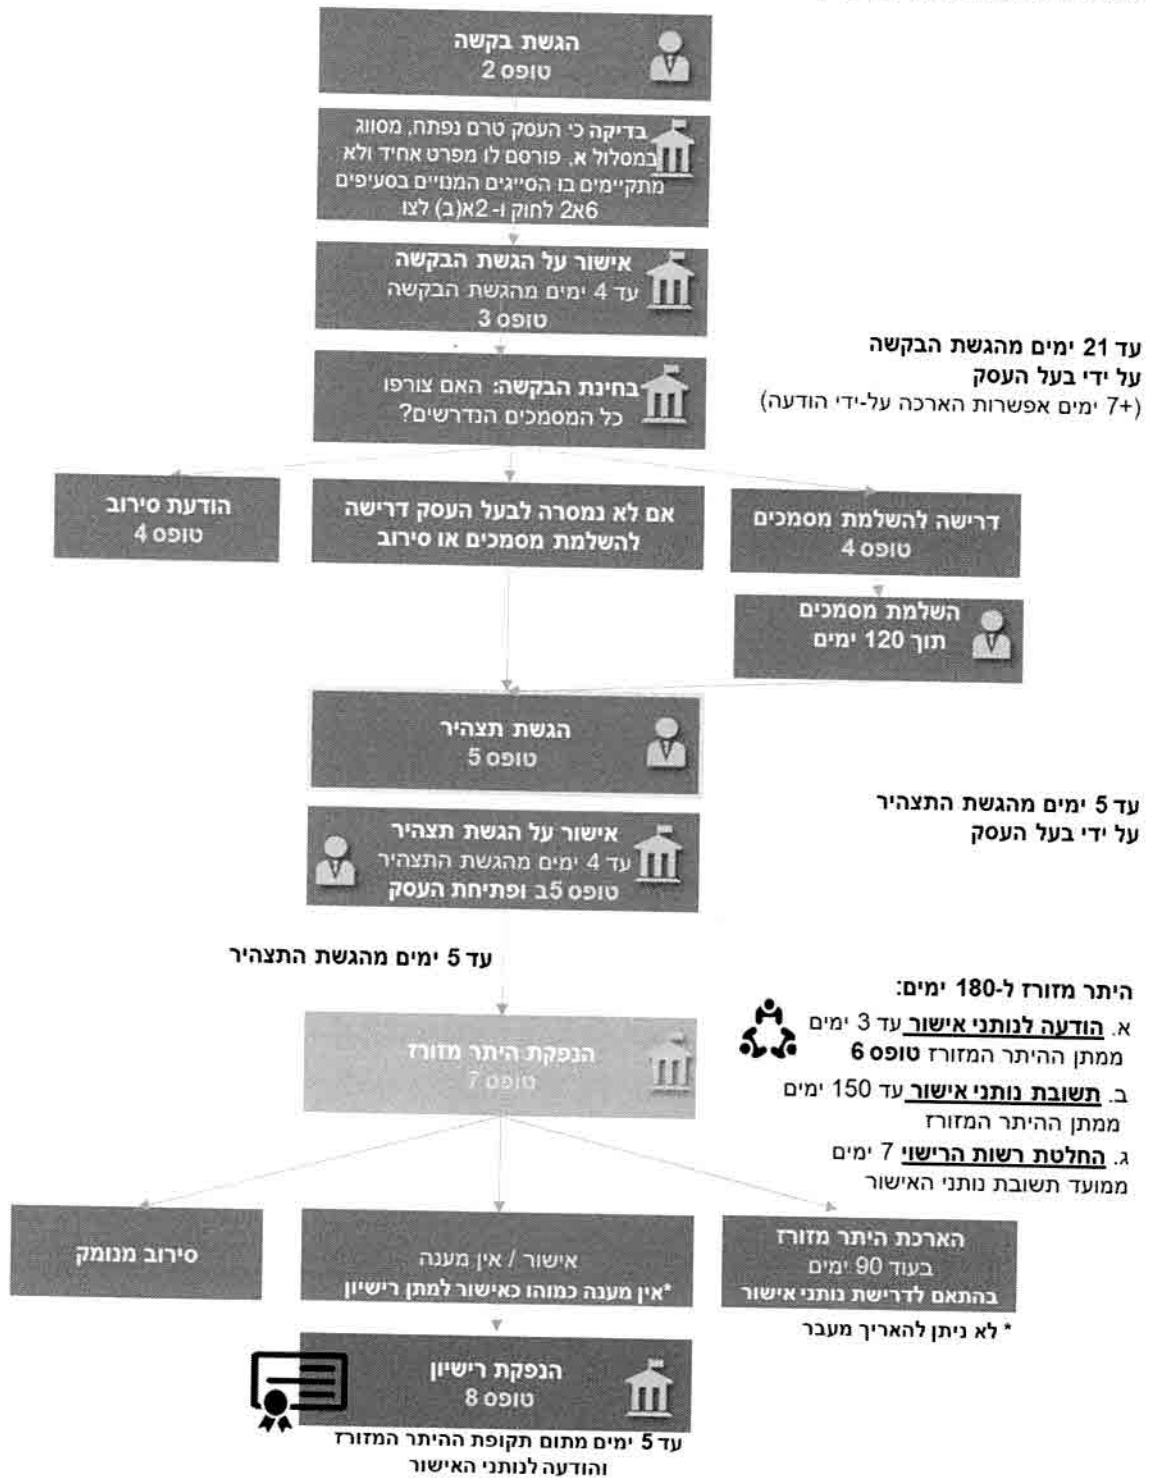 הגשת בקשה
טופס 2
בדיקה כי העסק טרם נפתח, מסווג
במסלול א, פורסם לו מפרט אחיד ולא
מתקיימים בו הסייגים המנויים בסעיפים
6א2 לחוק ו- 2א(ב) לצו
אישור על הגשת הבקשה
עד 4 ימים מהגשת הבקשה
טופס 3
עד 21 ימים מהגשת הבקשה
על ידי בעל העסק
(+7 ימים אפשרות הארכה על-ידי הודעה)
בחינת הבקשה: האם צורפו
כל המסמכים הנדרשים?
דרישה להשלמת מסמכים
טופס 4
אם לא נמסרה לבעל העסק דרישה
להשלמת מסמכים או סירוב
הודעת סירוב
טופס 4
השלמת מסמכים
תוך 120 ימים
הגשת תצהיר
טופס 5
עד 5 ימים מהגשת התצהיר
על ידי בעל העסק
אישור על הגשת תצהיר
עד 4 ימים מהגשת התצהיר
טופס 5ב ופתיחת העסק
עד 5 ימים מהגשת התצהיר
היתר מזורז ל-180 ימים:
א. הודעה לנותני אישור עד 3 ימים
ממתן ההיתר המזורז טופס 6
ב. תשובת נותני אישור עד 150 ימים
ממתן ההיתר המזורז
ג. החלטת רשות הרישוי 7 ימים
ממועד תשובת נותני האישור
הנפקת היתר מזורז
טופס 7
הארכת היתר מזורז
בעוד 90 ימים
בהתאם לדרישת נותני אישור
* לא ניתן להאריך מעבר
אישור / אין מענה
*אין מענה כמוהו כאישור למתן רישיון
סירוב מנומק
הנפקת רישיון
טופס 8
עד 5 ימים מתום תקופת ההיתר המזורז
והודעה לנותני האישור